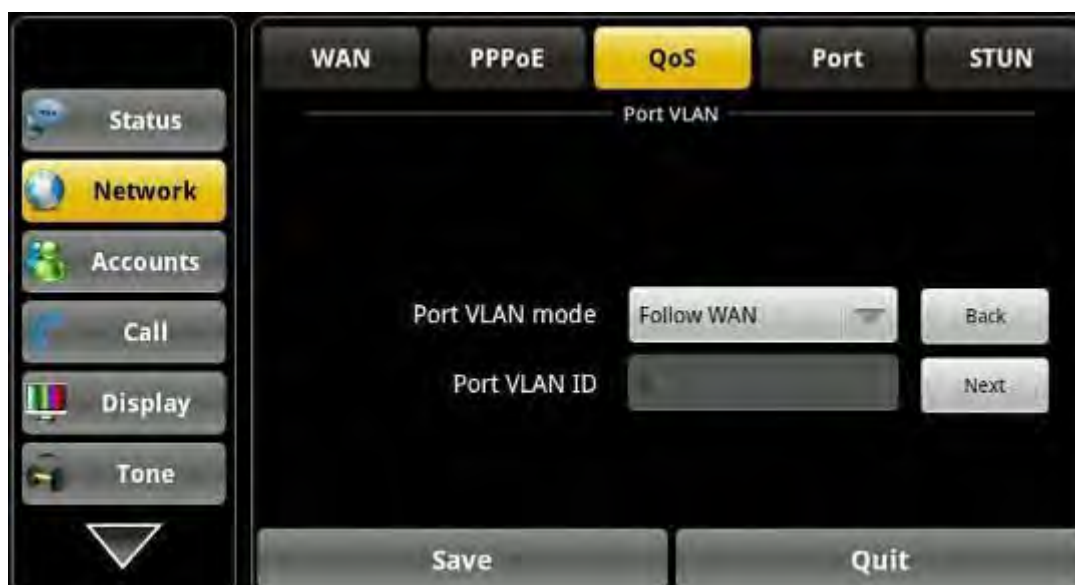 WAN PPPoE QoS Port STUN
Port VLAN
Status
Network
Accounts
Call
Display
Tone
Port VLAN mode Follow WAN Back
Port VLAN ID Next
Save Quit